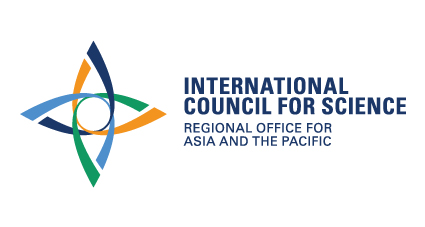 INTERNATIONAL
COUNCIL FOR SCIENCE
REGIONAL OFFICE FOR
ASIA AND THE PACIFIC